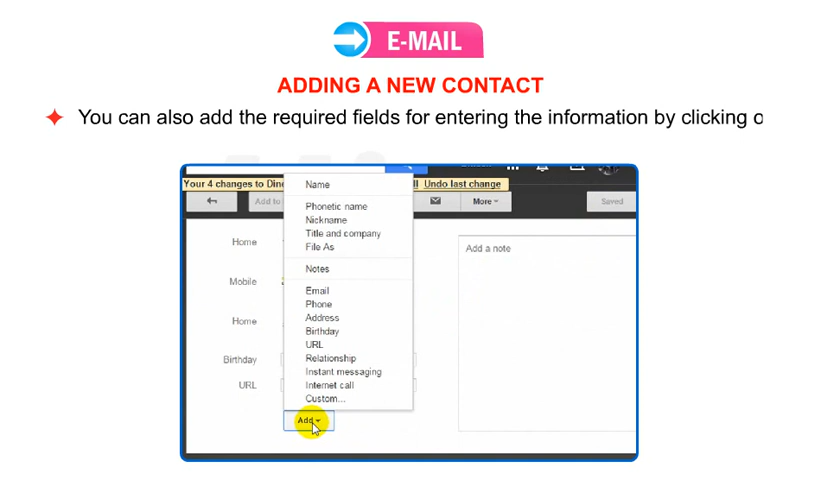 E-MAIL
ADDING A NEW CONTACT
You can also add the required fields for entering the information by clicking
Your 4 changes to Undo last change
Add to More Saved
Name
Phonetic name
Nickname
Title and company
File As
Notes
Email
Phone
Address
Birthday
URL
Relationship
Instant messaging
Internet call
Custom...
Add
Home
Mobile
Home
Birthday
URL
Add a note